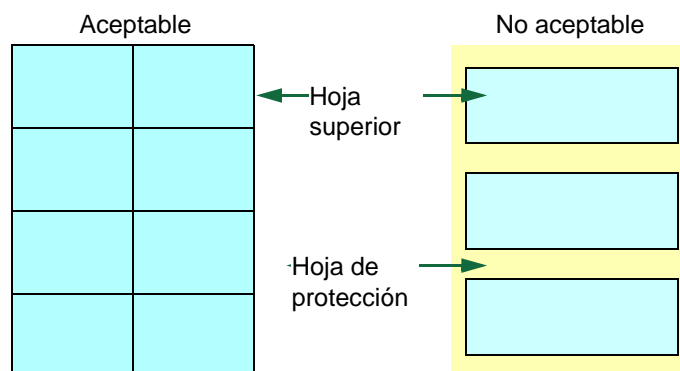 Aceptable
No aceptable
Hoja
superior
Hoja de
protección